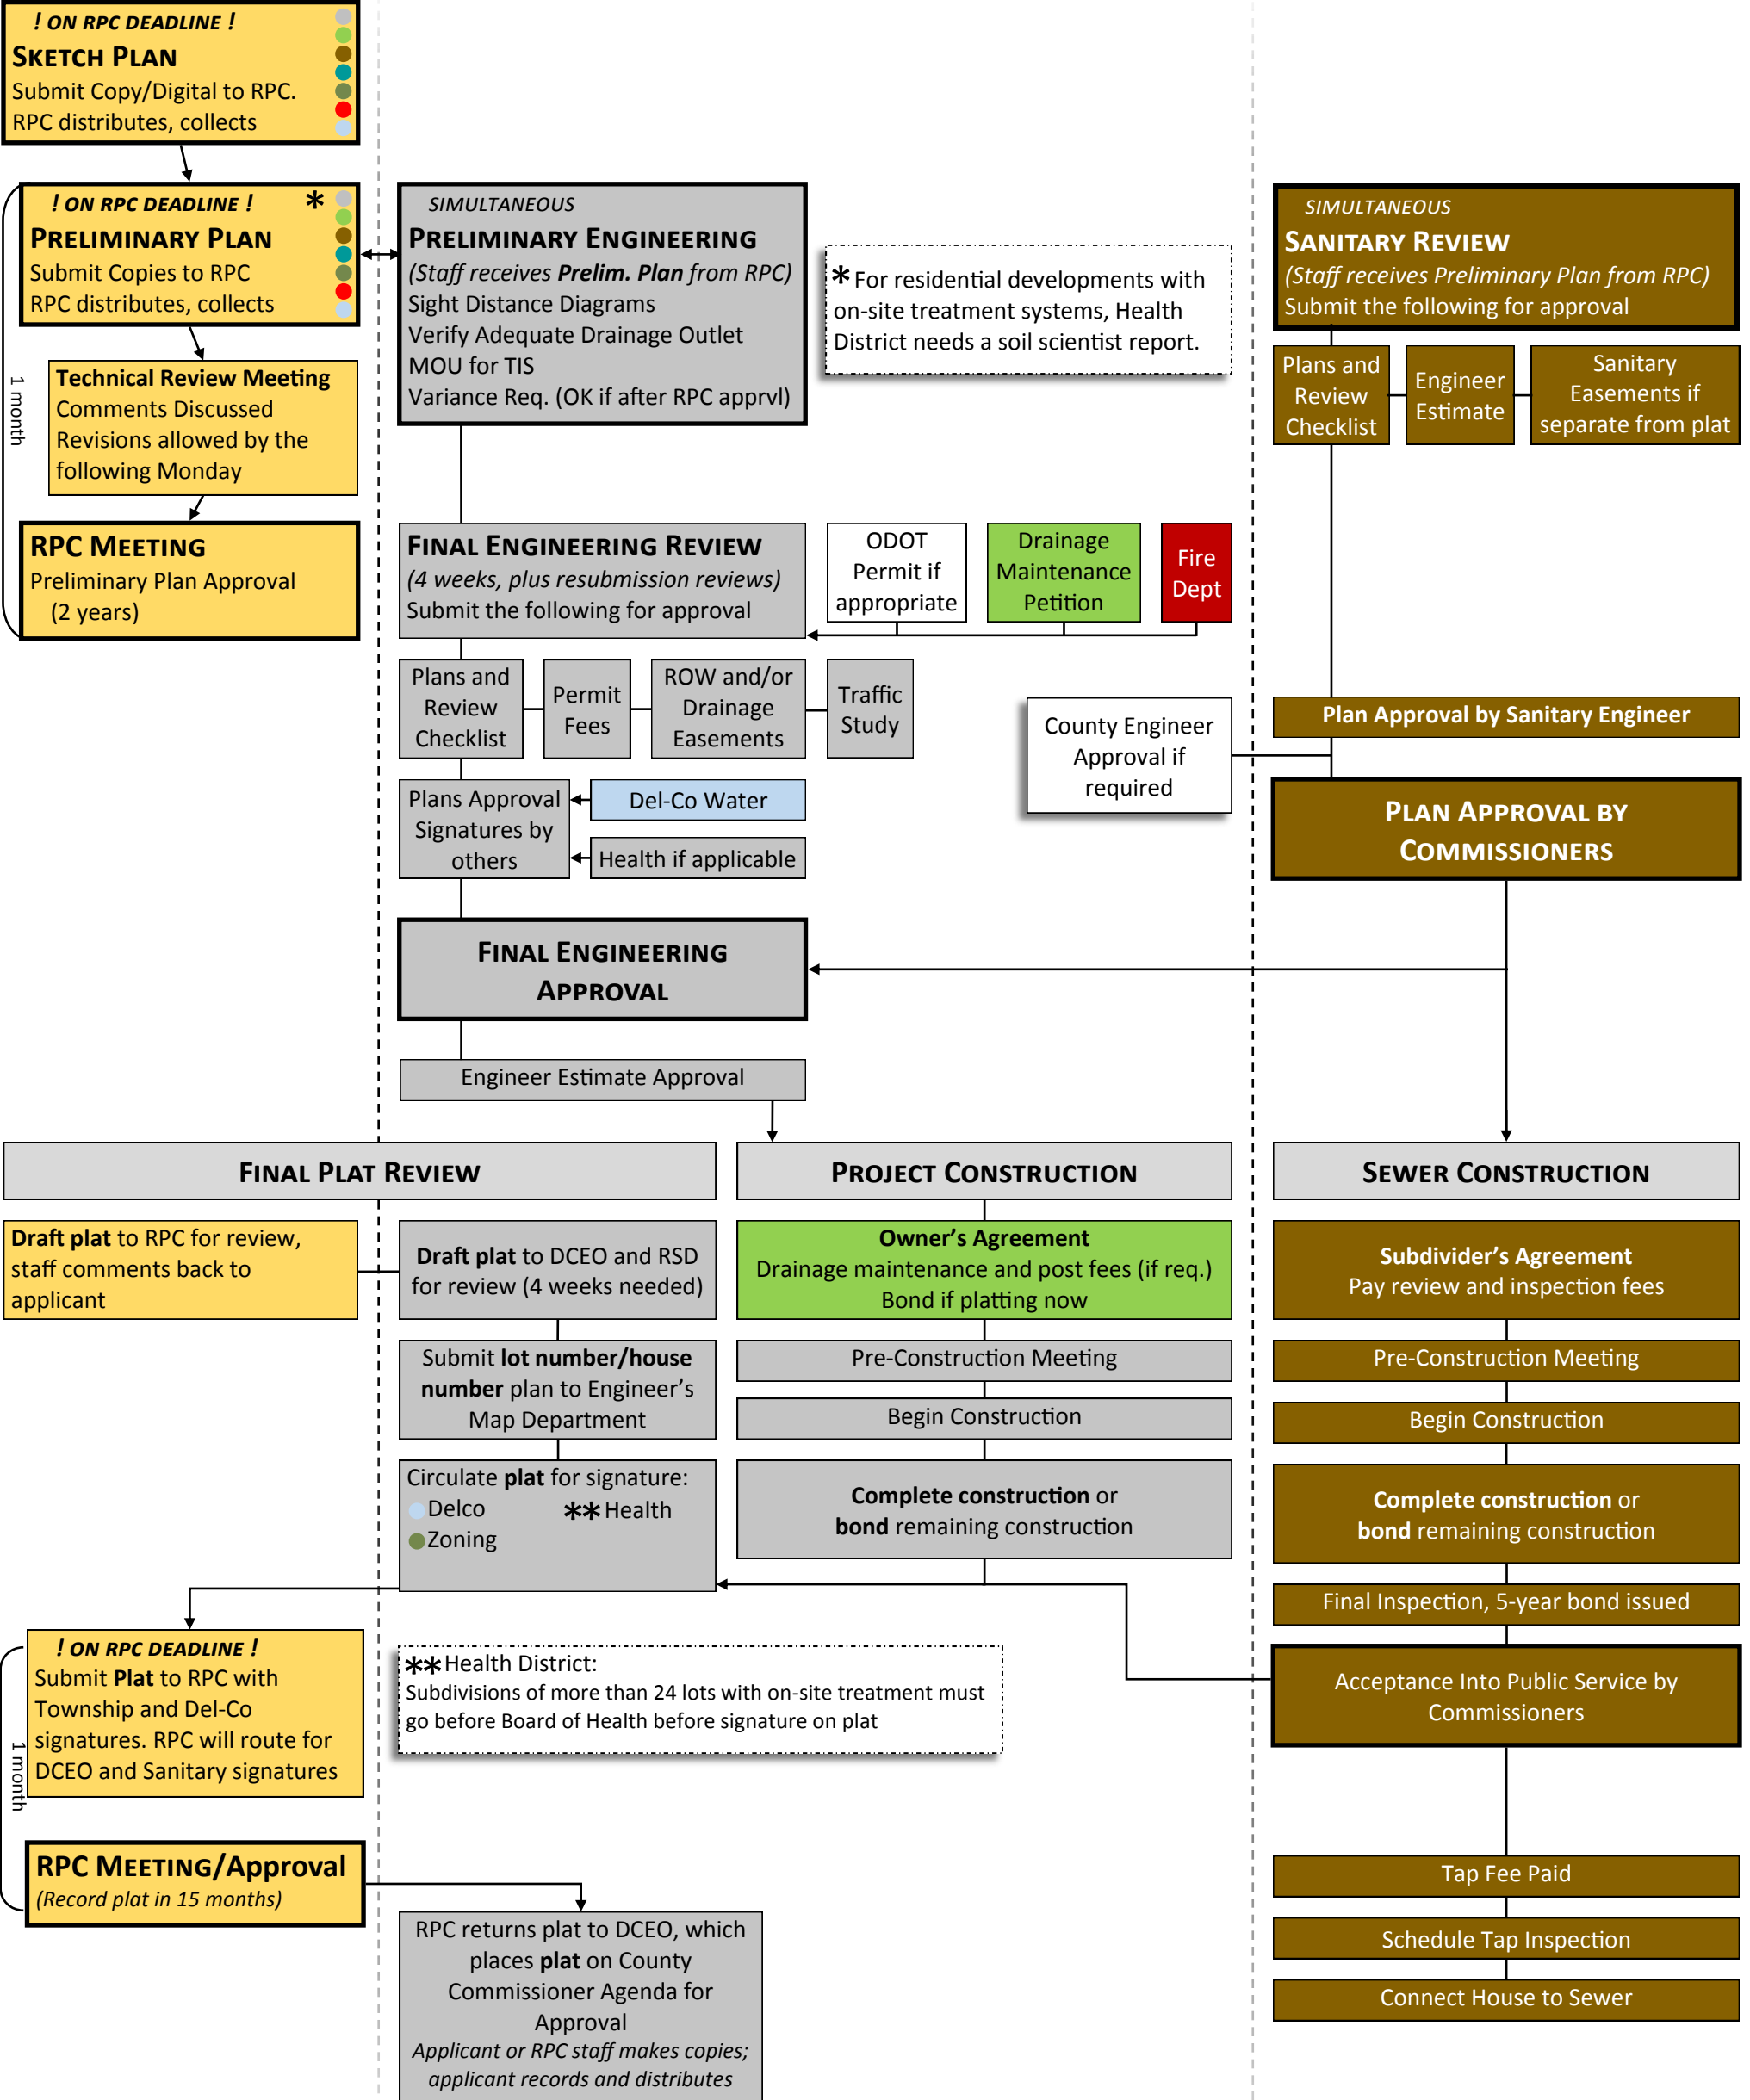 ! ON RPC DEADLINE !
SKETCH PLAN
Submit Copy/Digital to RPC.
RPC distributes, collects
! ON RPC DEADLINE ! *
PRELIMINARY PLAN
Submit Copies to RPC
RPC distributes, collects
Technical Review Meeting
Comments Discussed
Revisions allowed by the
following Monday
1 month
RPC MEETING
Preliminary Plan Approval
(2 years)
SIMULTANEOUS
PRELIMINARY ENGINEERING
(Staff receives Prelim. Plan from RPC)
Sight Distance Diagrams
Verify Adequate Drainage Outlet
MOU for TIS
Variance Req. (OK if after RPC apprvl)
* For residential developments with
on-site treatment systems, Health
District needs a soil scientist report.
SIMULTANEOUS
SANITARY REVIEW
(Staff receives Preliminary Plan from RPC)
Submit the following for approval
Plans and
Review
Checklist
Engineer
Estimate
Sanitary
Easements if
separate from plat
FINAL ENGINEERING REVIEW
(4 weeks, plus resubmission reviews)
Submit the following for approval
ODOT
Permit if
appropriate
Drainage
Maintenance
Petition
Fire
Dept
Plans and
Review
Checklist
Permit
Fees
ROW and/or
Drainage
Easements
Traffic
Study
County Engineer
Approval if
required
Plan Approval by Sanitary Engineer
PLAN APPROVAL BY
COMMISSIONERS
Plans Approval
Signatures by
others
Del-Co Water
Health if applicable
FINAL ENGINEERING
APPROVAL
Engineer Estimate Approval
FINAL PLAT REVIEW
PROJECT CONSTRUCTION
SEWER CONSTRUCTION
Draft plat to RPC for review,
staff comments back to
applicant
Draft plat to DCEO and RSD
for review (4 weeks needed)
Submit lot number/house
number plan to Engineer's
Map Department
Circulate plat for signature:
Delco ** Health
Zoning
Owner's Agreement
Drainage maintenance and post fees (if req.)
Bond if platting now
Pre-Construction Meeting
Begin Construction
Complete construction or
bond remaining construction
Subdivider's Agreement
Pay review and inspection fees
Pre-Construction Meeting
Begin Construction
Complete construction or
bond remaining construction
Final Inspection, 5-year bond issued
Acceptance Into Public Service by
Commissioners
! ON RPC DEADLINE !
Submit Plat to RPC with
Township and Del-Co
signatures. RPC will route for
DCEO and Sanitary signatures
1 month
** Health District:
Subdivisions of more than 24 lots with on-site treatment must
go before Board of Health before signature on plat
RPC MEETING/Approval
(Record plat in 15 months)
RPC returns plat to DCEO, which
places plat on County
Commissioner Agenda for
Approval
Applicant or RPC staff makes copies;
applicant records and distributes
Tap Fee Paid
Schedule Tap Inspection
Connect House to Sewer